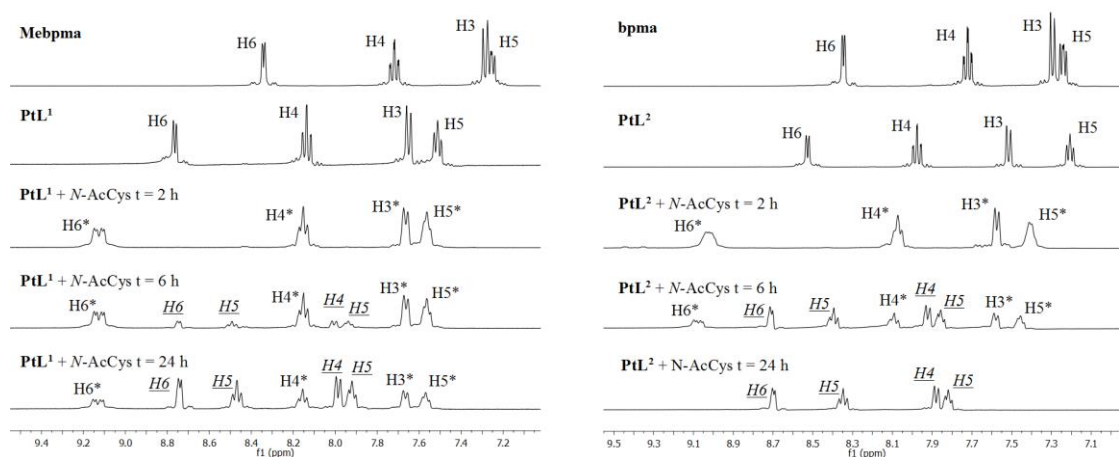 Mebpma
H6 H4 H3 H5
PtL¹
H6 H4 H3 H5
PtL¹ + N-AcCys t = 2 h
H6* H4* H3* H5*
PtL¹ + N-AcCys t = 6 h
H6* H6 H5 H4* H4 H5 H3* H5*
PtL¹ + N-AcCys t = 24 h
H6* H6 H5 H4* H4 H5 H3* H5*
9.4 9.2 9.0 8.8 8.6 8.4 8.2 8.0 7.8 7.6 7.4 7.2
f1 (ppm)
bpma
H6 H4 H3 H5
PtL²
H6 H4 H3 H5
PtL² + N-AcCys t = 2 h
H6* H4* H3* H5*
PtL² + N-AcCys t = 6 h
H6* H6 H5 H4* H4 H5 H3* H5*
PtL² + N-AcCys t = 24 h
H6 H5 H4 H5
9.5 9.3 9.1 8.9 8.7 8.5 8.3 8.1 7.9 7.7 7.5 7.3 7.1
f1 (ppm)